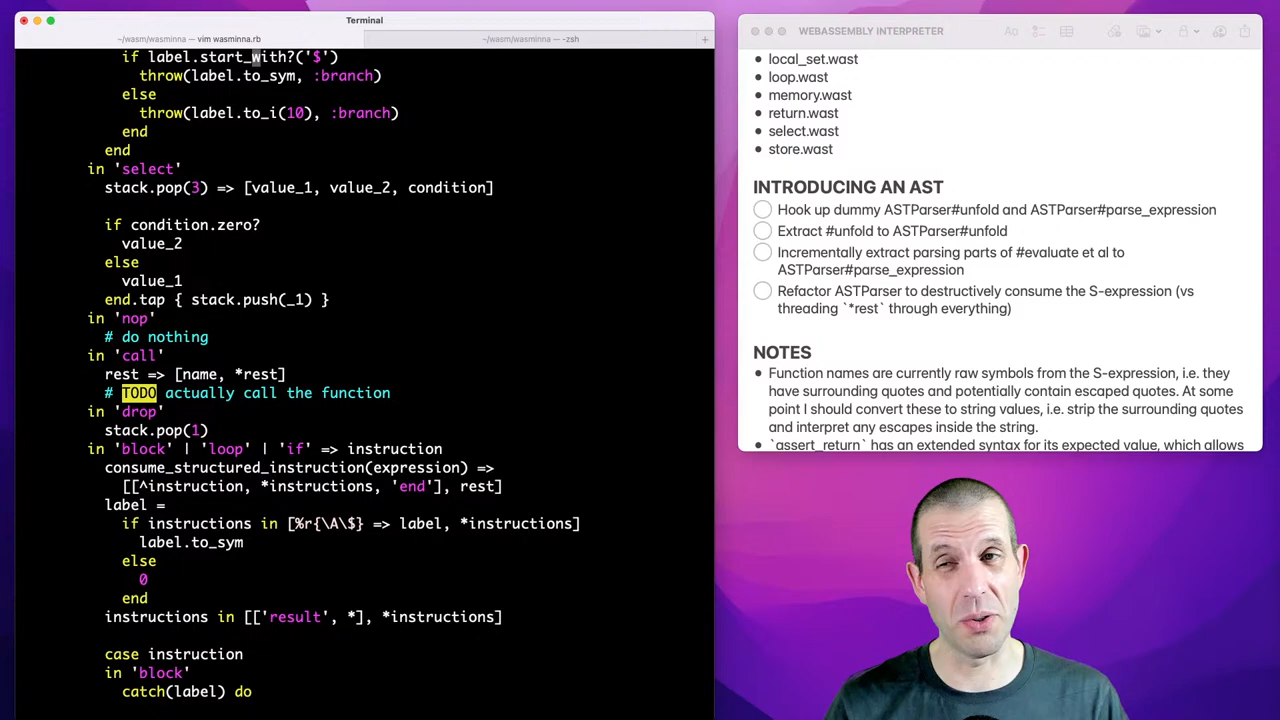 Terminal
~/wasm/wasminna — vim wasminna.rb
~/wasm/wasminna — -zsh
+
if label.start_with?('$')
throw(label.to_sym, :branch)
else
throw(label.to_i(10), :branch)
end
end
in 'select'
stack.pop(3) => [value_1, value_2, condition]
if condition.zero?
value_2
else
value_1
end.tap { stack.push(_1) }
in 'nop'
# do nothing
in 'call'
rest => [name, *rest]
# TODO actually call the function
in 'drop'
stack.pop(1)
in 'block' | 'loop' | 'if' => instruction
consume_structured_instruction(expression) =>
[[^instruction, *instructions, 'end'], rest]
label =
if instructions in [%r{\A\$} => label, *instructions]
label.to_sym
else
0
end
instructions in [['result', *], *instructions]
case instruction
in 'block'
catch(label) do
WEBASSEMBLY INTERPRETER
Aa
• local_set.wast
• loop.wast
• memory.wast
• return.wast
• select.wast
• store.wast
INTRODUCING AN AST
Hook up dummy ASTParser#unfold and ASTParser#parse_expression
Extract #unfold to ASTParser#unfold
Incrementally extract parsing parts of #evaluate et al to
ASTParser#parse_expression
Refactor ASTParser to destructively consume the S-expression (vs
threading `*rest` through everything)
NOTES
• Function names are currently raw symbols from the S-expression, i.e. they
have surrounding quotes and potentially contain escaped quotes. At some
point I should convert these to string values, i.e. strip the surrounding quotes
and interpret any escapes inside the string.
• `assert_return` has an extended syntax for its expected value, which allows